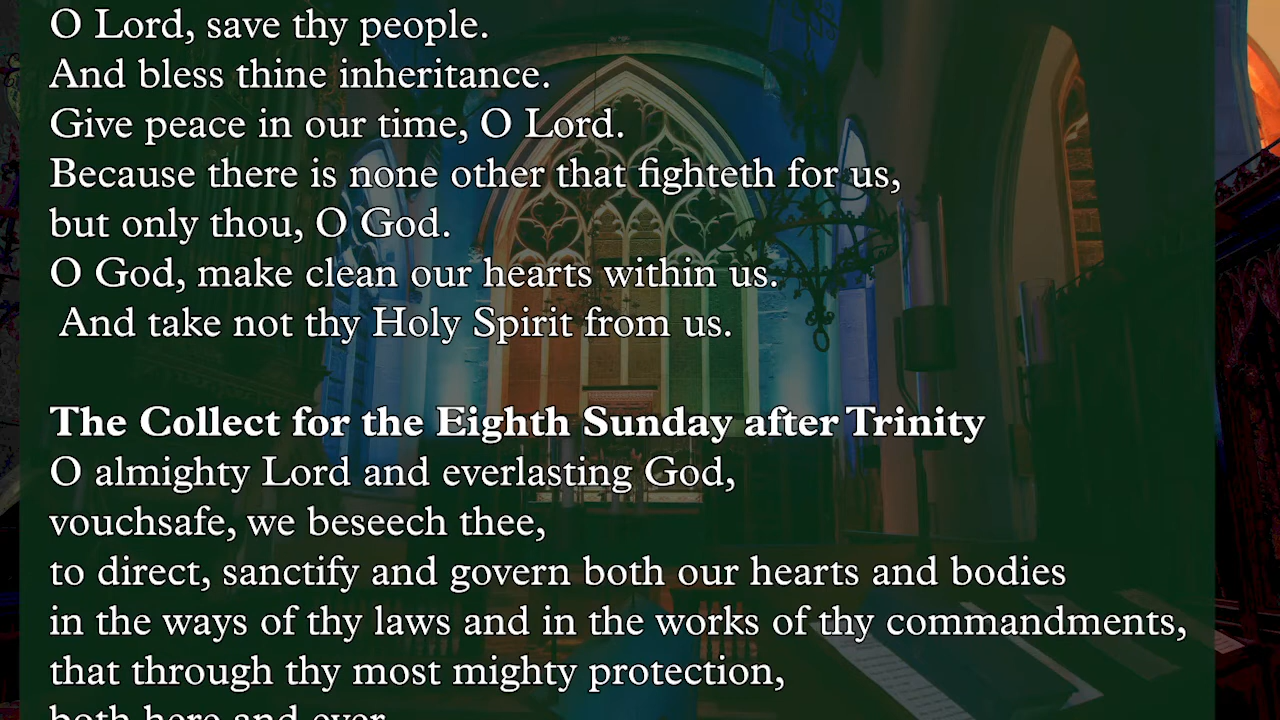 O Lord, save thy people.
And bless thine inheritance.
Give peace in our time, O Lord.
Because there is none other that fighteth for us,
but only thou, O God.
O God, make clean our hearts within us.
And take not thy Holy Spirit from us.
The Collect for the Eighth Sunday after Trinity
O almighty Lord and everlasting God,
vouchsafe, we beseech thee,
to direct, sanctify and govern both our hearts and bodies
in the ways of thy laws and in the works of thy commandments,
that through thy most mighty protection,
both here and ever,